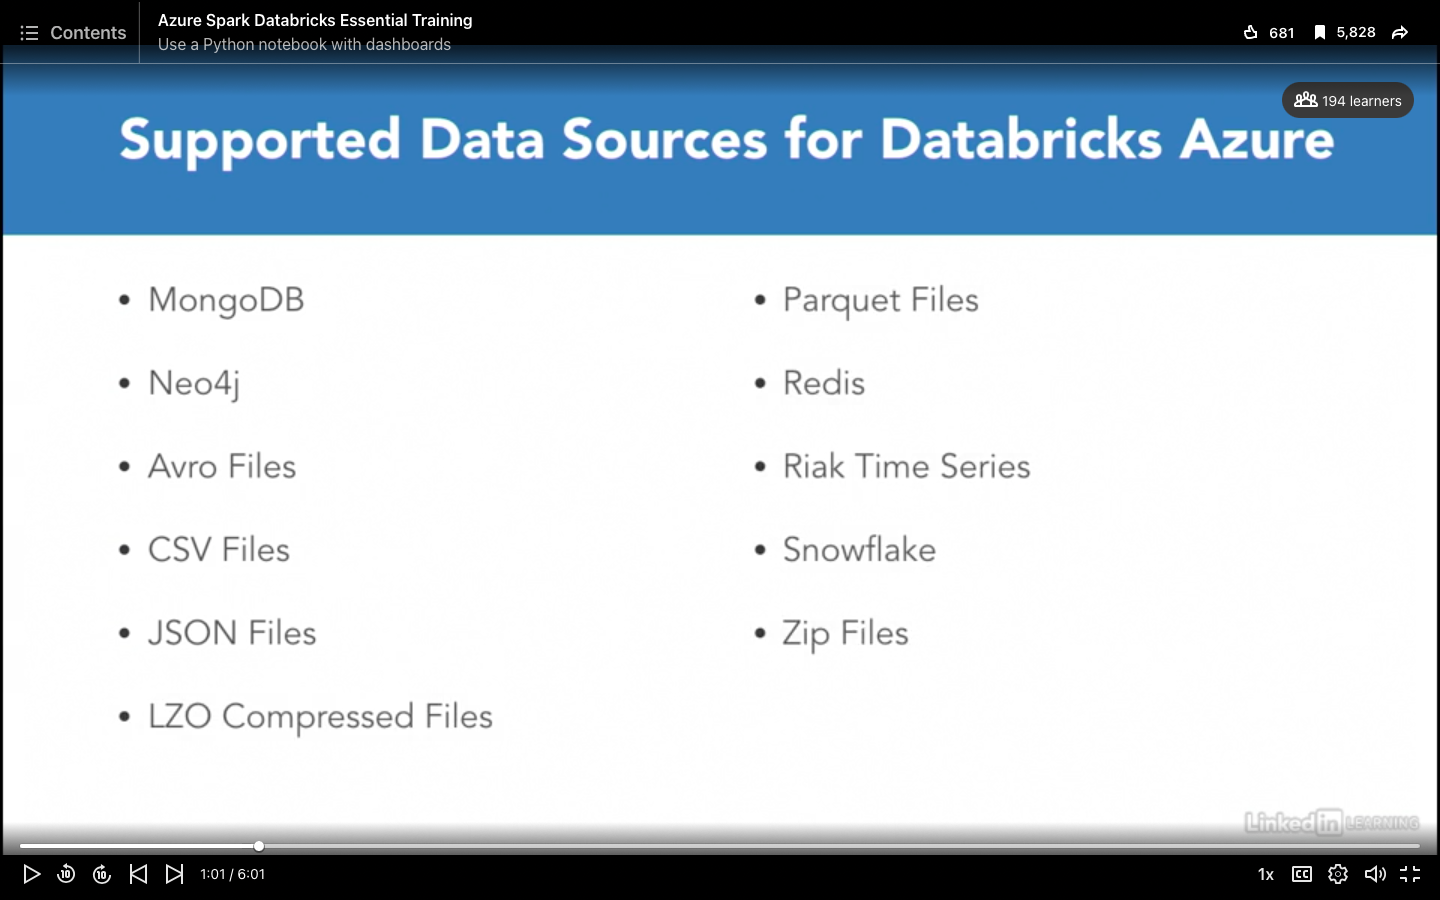 Contents
Azure Spark Databricks Essential Training
Use a Python notebook with dashboards
681
5,828
194 learners
Supported Data Sources for Databricks Azure
• MongoDB
• Neo4j
• Avro Files
• CSV Files
• JSON Files
• LZO Compressed Files
• Parquet Files
• Redis
• Riak Time Series
• Snowflake
• Zip Files
Linked in LEARNING
10
10
1:01 / 6:01
1x
CC